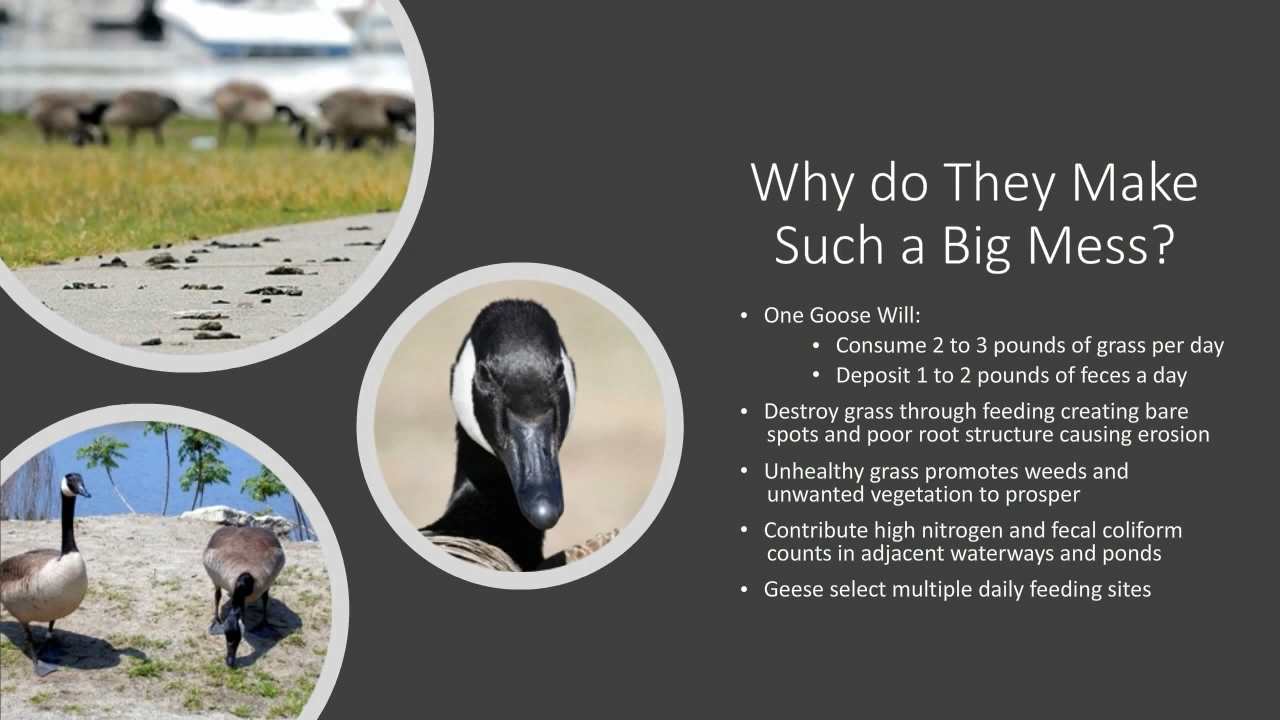 Why do They Make
Such a Big Mess?
• One Goose Will:
• Consume 2 to 3 pounds of grass per day
• Deposit 1 to 2 pounds of feces a day
• Destroy grass through feeding creating bare
spots and poor root structure causing erosion
• Unhealthy grass promotes weeds and
unwanted vegetation to prosper
• Contribute high nitrogen and fecal coliform
counts in adjacent waterways and ponds
• Geese select multiple daily feeding sites